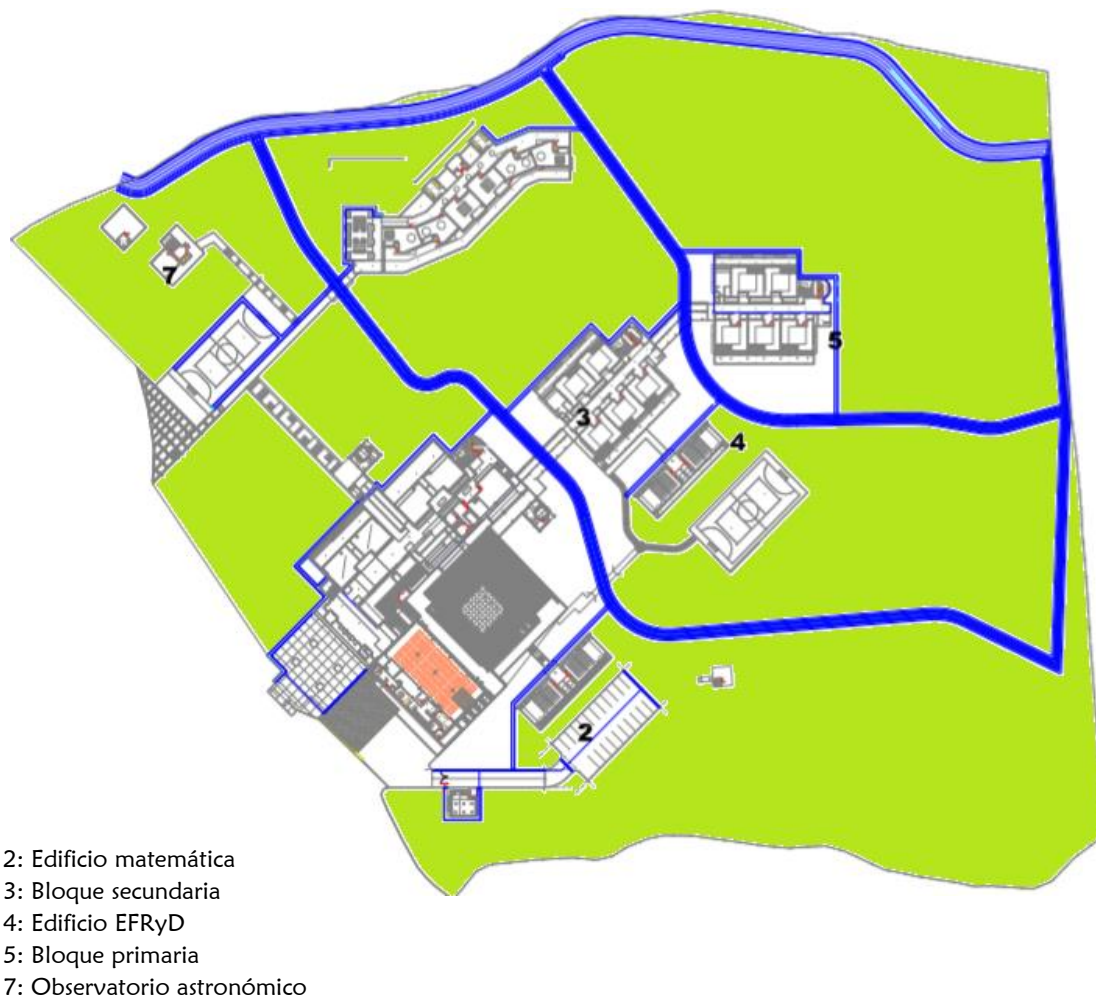 7
5
3
4
2
2: Edificio matemática
3: Bloque secundaria
4: Edificio EFRyD
5: Bloque primaria
7: Observatorio astronómico